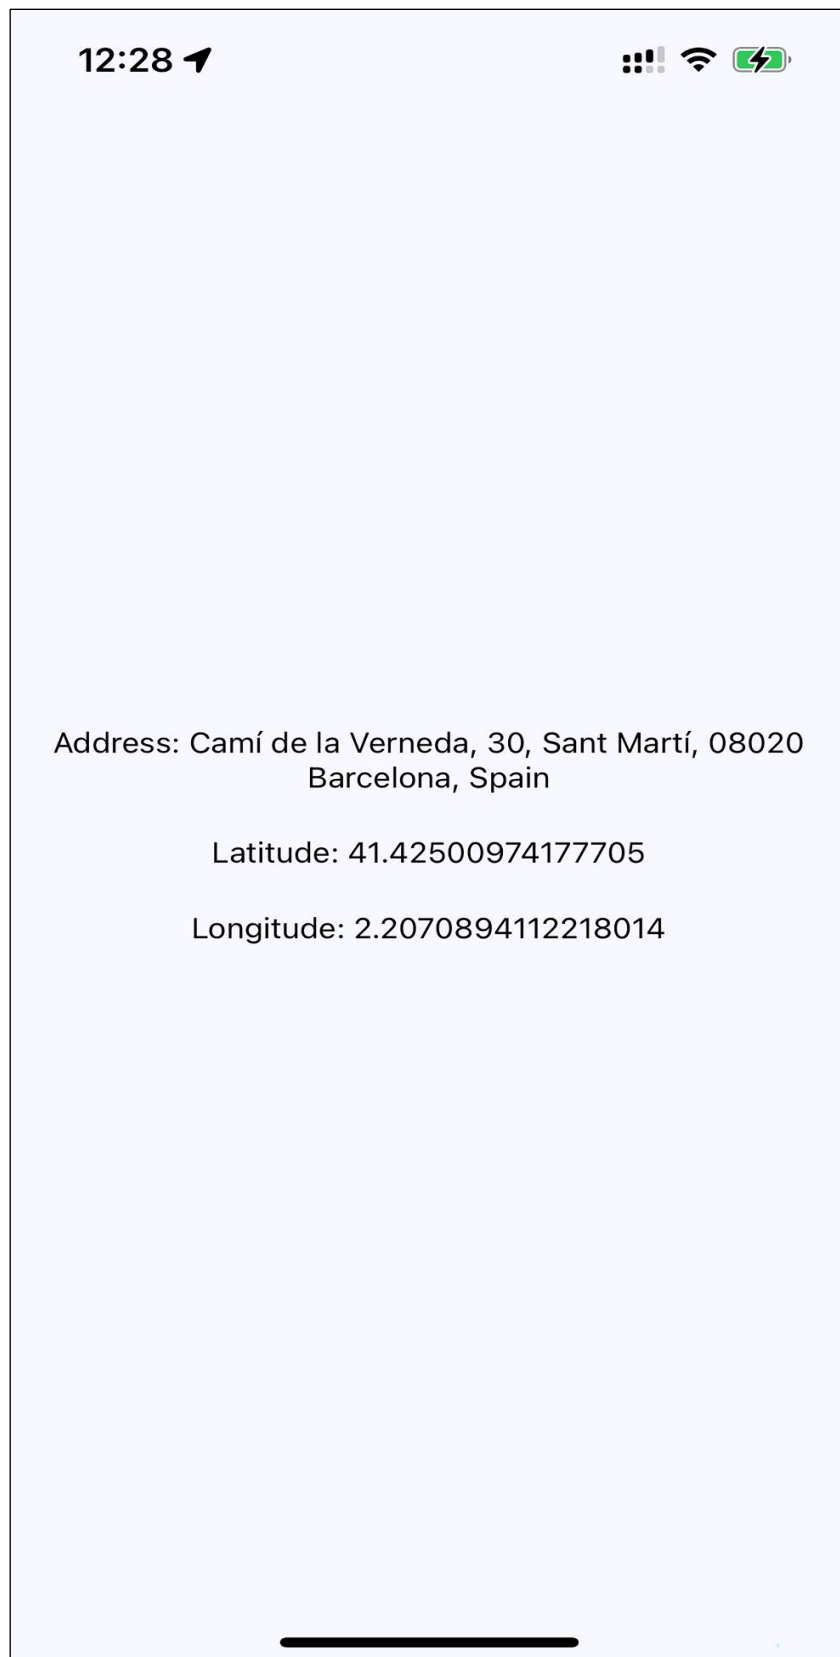 12:28
Address: Camí de la Verneda, 30, Sant Martí, 08020
Barcelona, Spain
Latitude: 41.42500974177705
Longitude: 2.2070894112218014